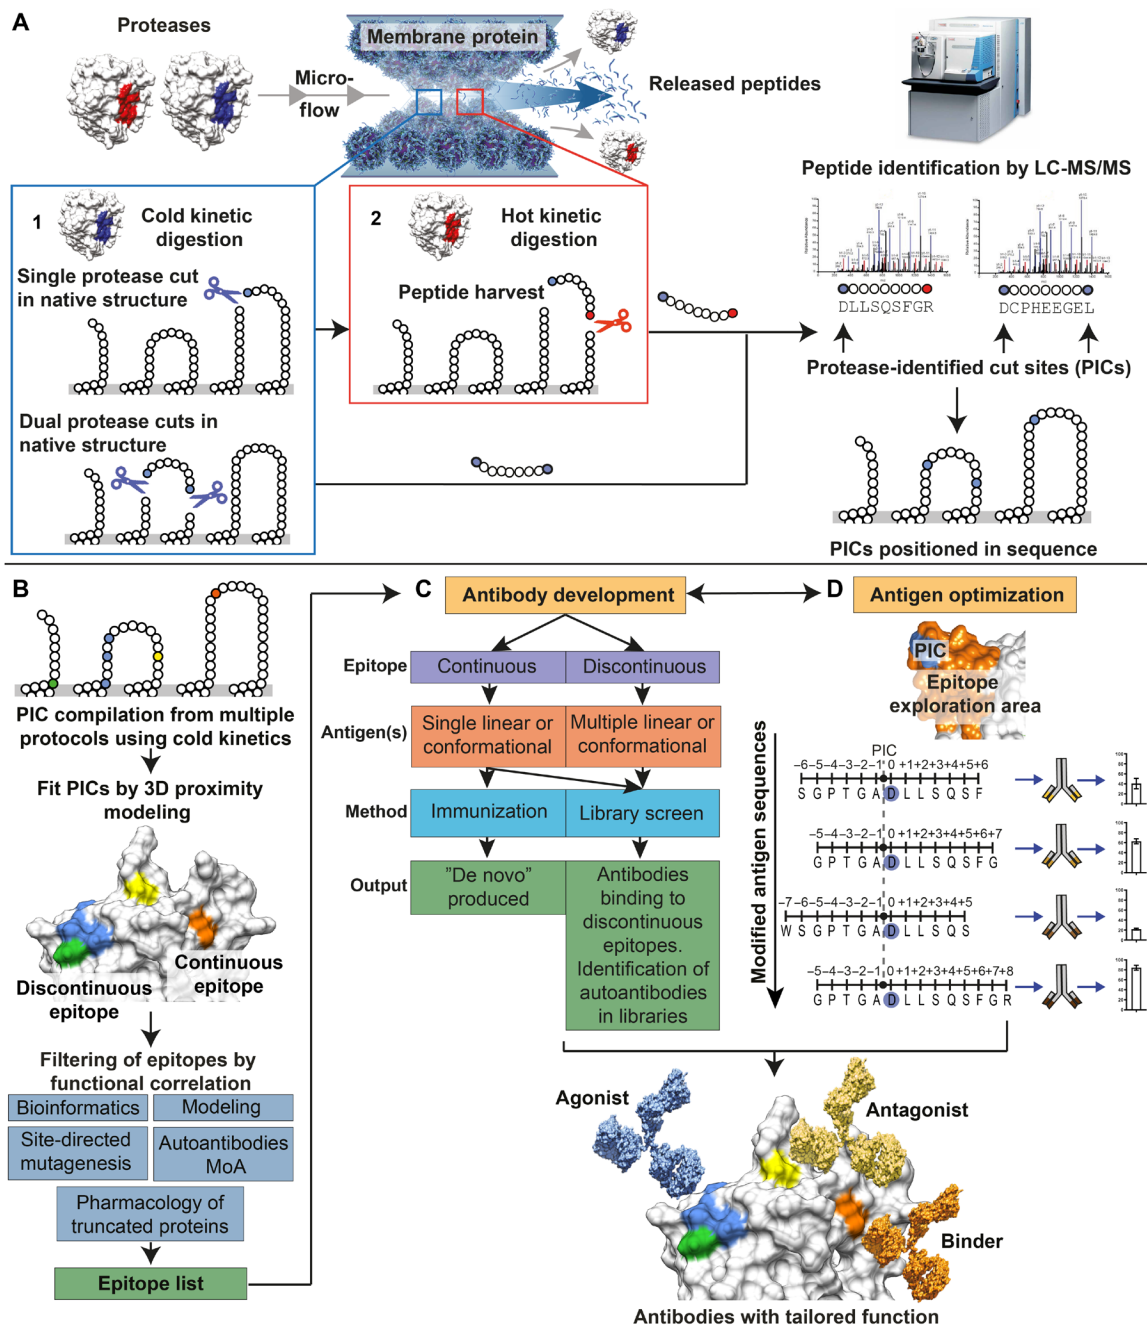 A
Proteases
Micro-
flow
Membrane protein
Released peptides
Peptide identification by LC-MS/MS
1
Cold kinetic
digestion
Single protease cut
in native structure
Dual protease cuts in
native structure
2
Hot kinetic
digestion
Peptide harvest
DLLSQSFGR
DCPHEEGEL
Protease-identified cut sites (PICs)
PICs positioned in sequence
B
PIC compilation from multiple
protocols using cold kinetics
Fit PICs by 3D proximity
modeling
Continuous
epitope
Discontinuous
epitope
Filtering of epitopes by
functional correlation
Bioinformatics
Modeling
Site-directed
mutagenesis
Autoantibodies
MoA
Pharmacology of
truncated proteins
Epitope list
C
Antibody development
Epitope
Continuous
Discontinuous
Antigen(s)
Single linear or
conformational
Multiple linear or
conformational
Method
Immunization
Library screen
Output
"De novo"
produced
Antibodies
binding to
discontinuous
epitopes.
Identification of
autoantibodies
in libraries
D
Antigen optimization
PIC
Epitope
exploration area
Modified antigen sequences
PIC
–6–5–4–3–2–1 0 +1+2+3+4+5+6
S G P T G A D L L S Q S F
–5–4–3–2–1 0 +1+2+3+4+5+6+7
G P T G A D L L S Q S F G
–7–6–5–4–3–2–1 0 +1+2+3+4+5
W S G P T G A D L L S Q S
–5–4–3–2–1 0 +1+2+3+4+5+6+7+8
G P T G A D L L S Q S F G R
Agonist
Antagonist
Binder
Antibodies with tailored function